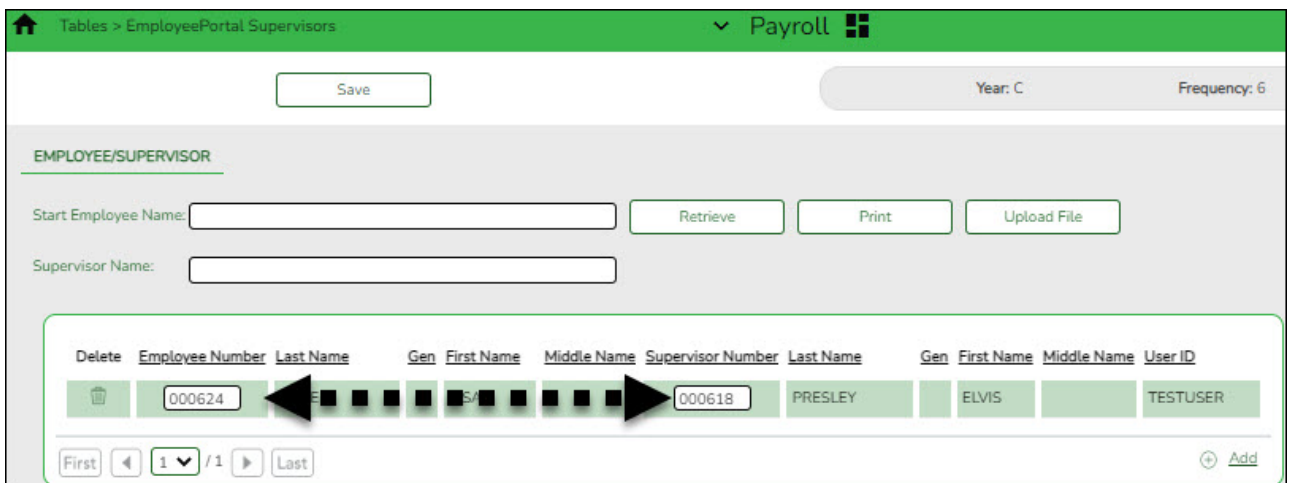 Tables > EmployeePortal Supervisors
Payroll
Save
Year: C
Frequency: 6
EMPLOYEE/SUPERVISOR
Start Employee Name:
Retrieve
Print
Upload File
Supervisor Name:
Delete Employee Number Last Name Gen First Name Middle Name Supervisor Number Last Name Gen First Name Middle Name User ID
000624 000618 PRESLEY ELVIS TESTUSER
First 1 / 1 Last
Add